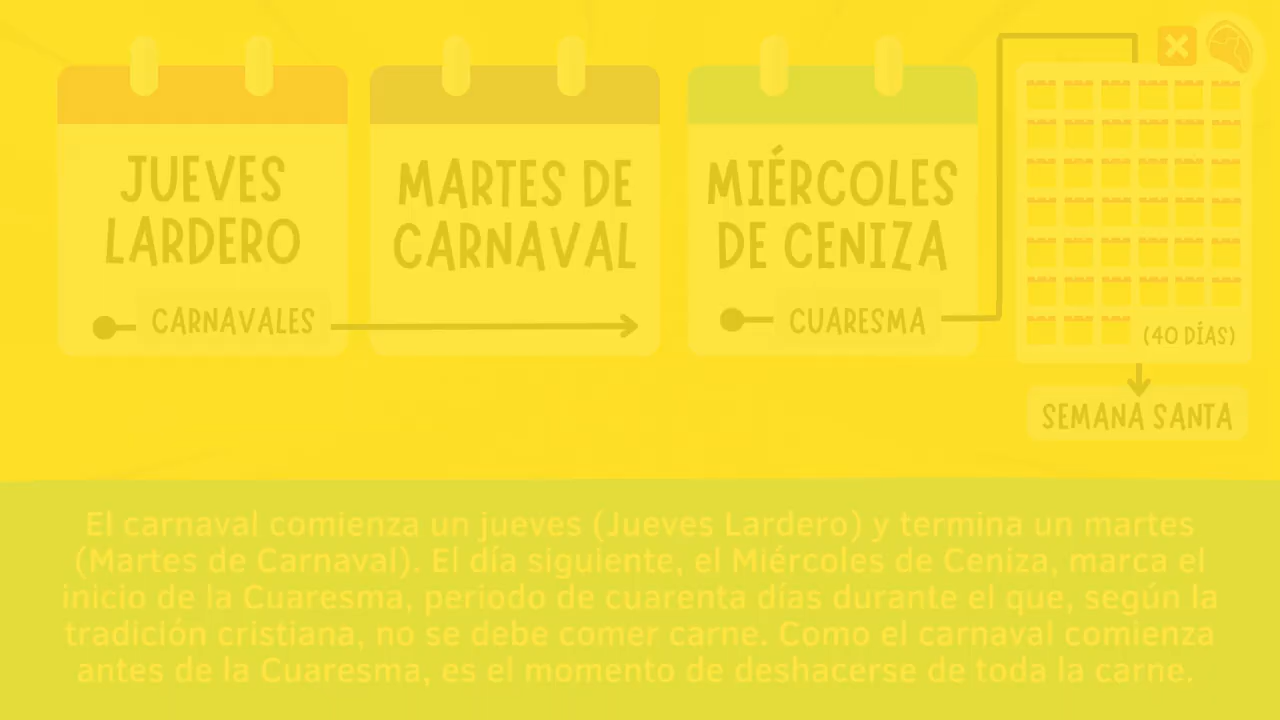 JUEVES
LARDERO
CARNAVALES
MARTES DE
CARNAVAL
MIÉRCOLES
DE CENIZA
CUARESMA
(40 DÍAS)
SEMANA SANTA
El carnaval comienza un jueves (Jueves Lardero) y termina un martes
(Martes de Carnaval). El día siguiente, el Miércoles de Ceniza, marca el
inicio de la Cuaresma, periodo de cuarenta días durante el que, según la
tradición cristiana, no se debe comer carne. Como el carnaval comienza
antes de la Cuaresma, es el momento de deshacerse de toda la carne.